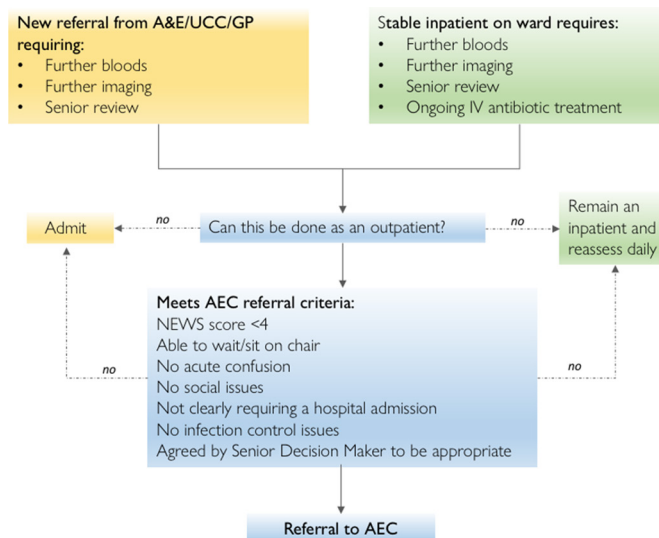 New referral from A&E/UCC/GP
requiring:
• Further bloods
• Further imaging
• Senior review
Stable inpatient on ward requires:
• Further bloods
• Further imaging
• Senior review
• Ongoing IV antibiotic treatment
Admit
no
Can this be done as an outpatient?
no
Remain an
inpatient and
reassess daily
Meets AEC referral criteria:
NEWS score <4
Able to wait/sit on chair
No acute confusion
No social issues
Not clearly requiring a hospital admission
No infection control issues
Agreed by Senior Decision Maker to be appropriate
no
no
Referral to AEC